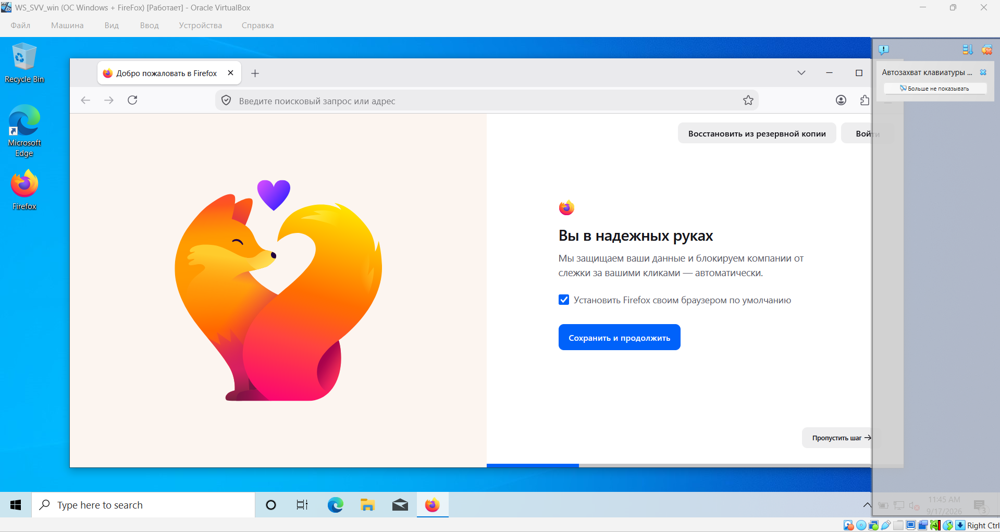 WS_SVV_win (ОС Windows + FireFox) [Работает] - Oracle VirtualBox
Файл Машина Вид Ввод Устройства Справка
Recycle Bin
Microsoft
Edge
Firefox
Добро пожаловать в Firefox
Введите поисковый запрос или адрес
Восстановить из резервной копии
Войти
Вы в надежных руках
Мы защищаем ваши данные и блокируем компании от
слежки за вашими кликами — автоматически.
Установить Firefox своим браузером по умолчанию
Сохранить и продолжить
Пропустить шаг →
Автозахват клавиатуры ...
Больше не показывать
Type here to search
11:45 AM
9/17/2026
3
Right Ctrl